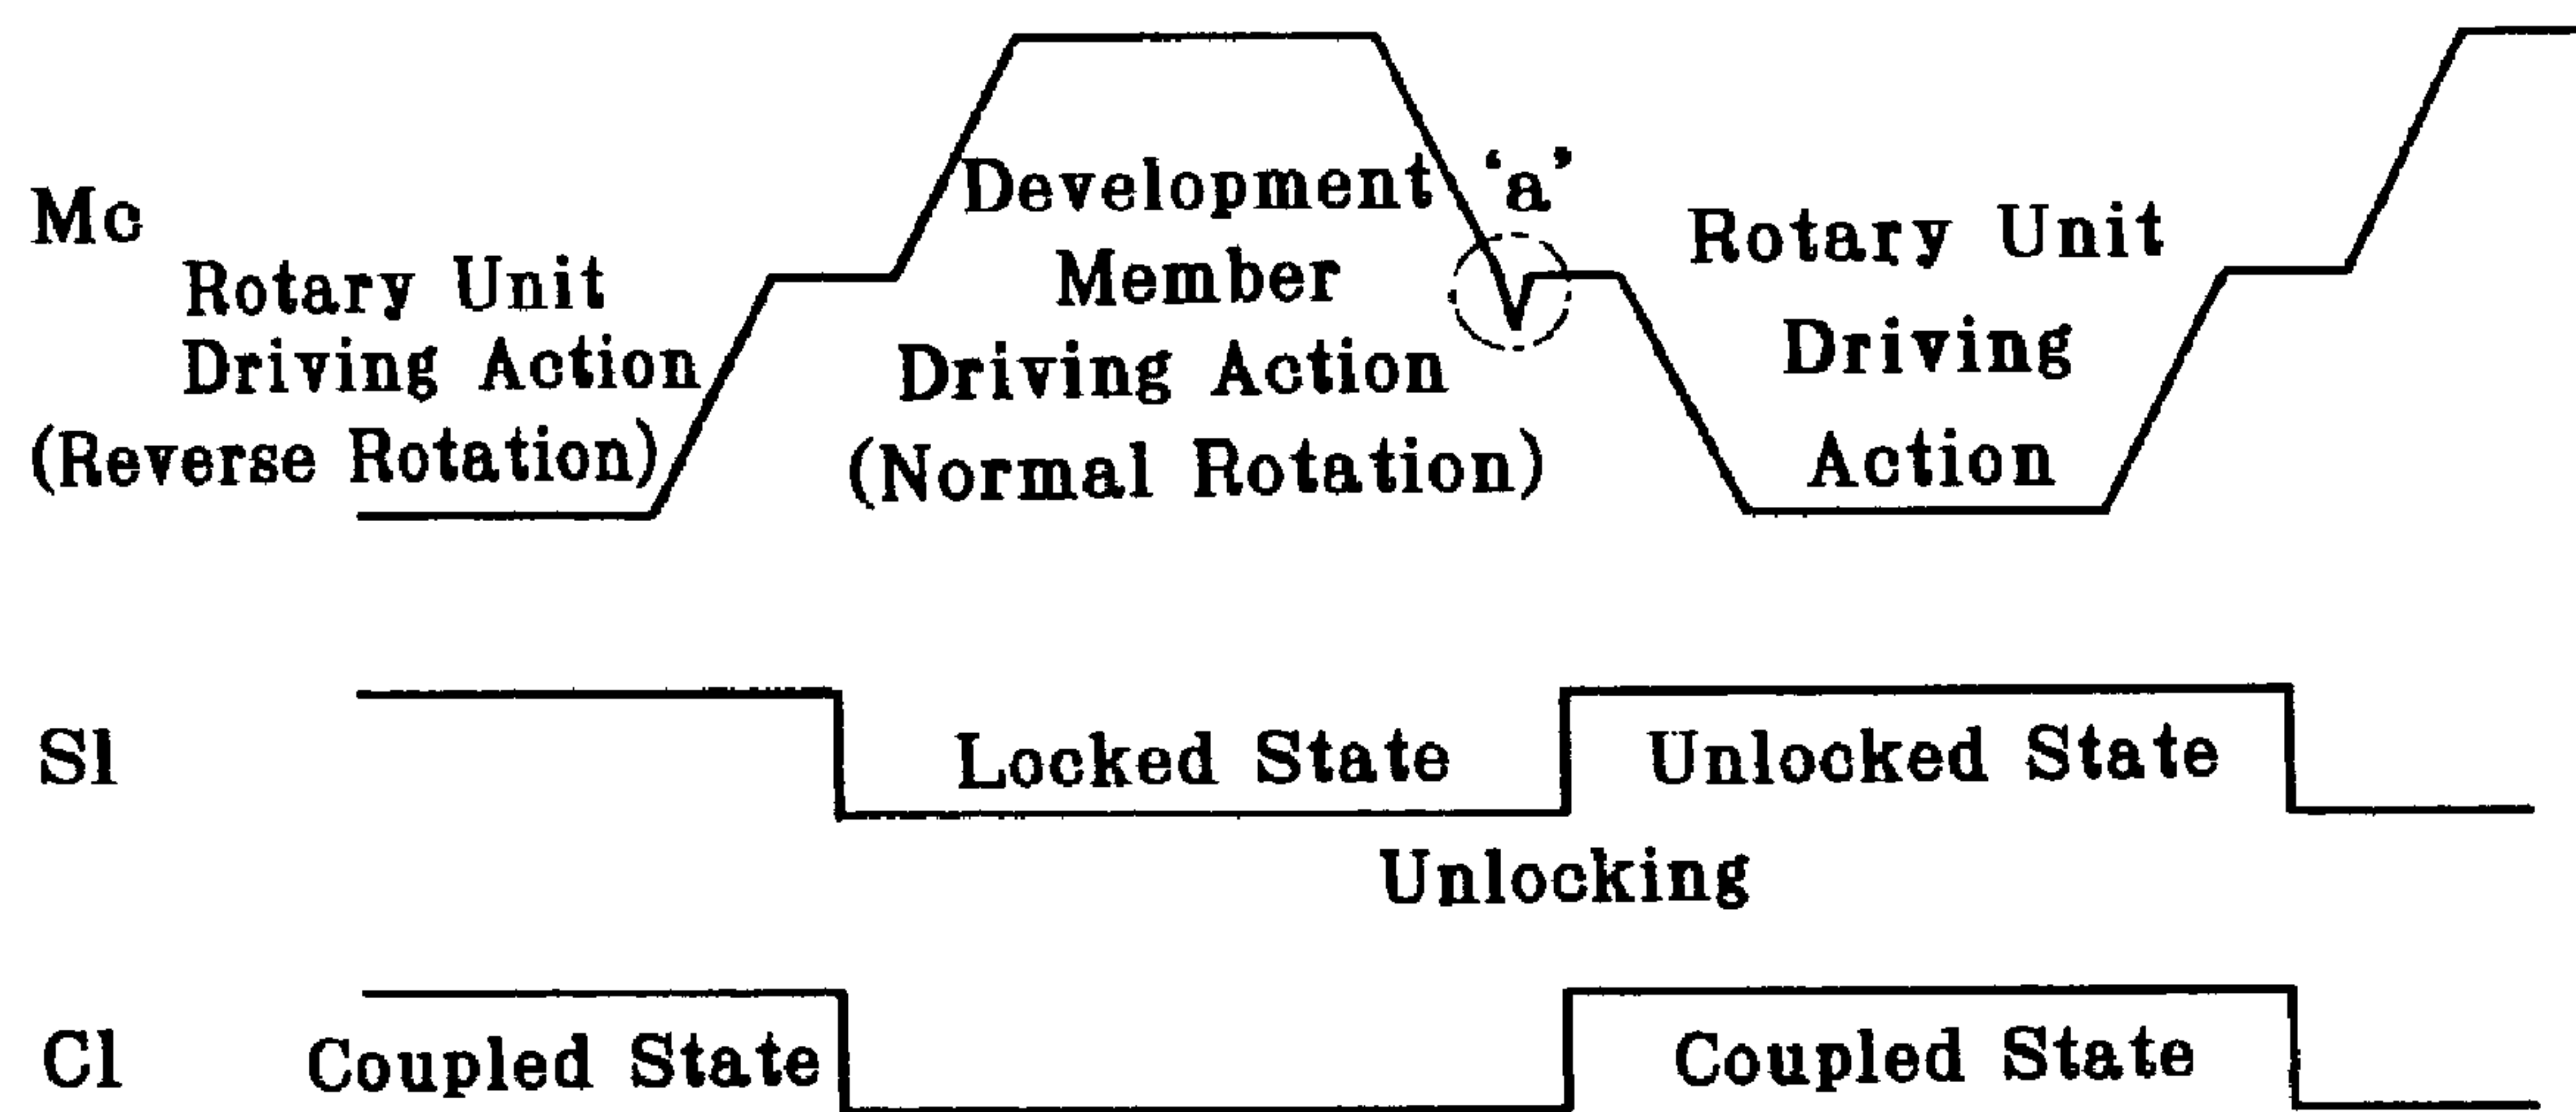 Mc
Rotary Unit
Driving Action
(Reverse Rotation)
Development
Member
Driving Action
(Normal Rotation)
'a'
Rotary Unit
Driving
Action
Sl
Locked State
Unlocked State
Unlocking
Cl
Coupled State
Coupled State